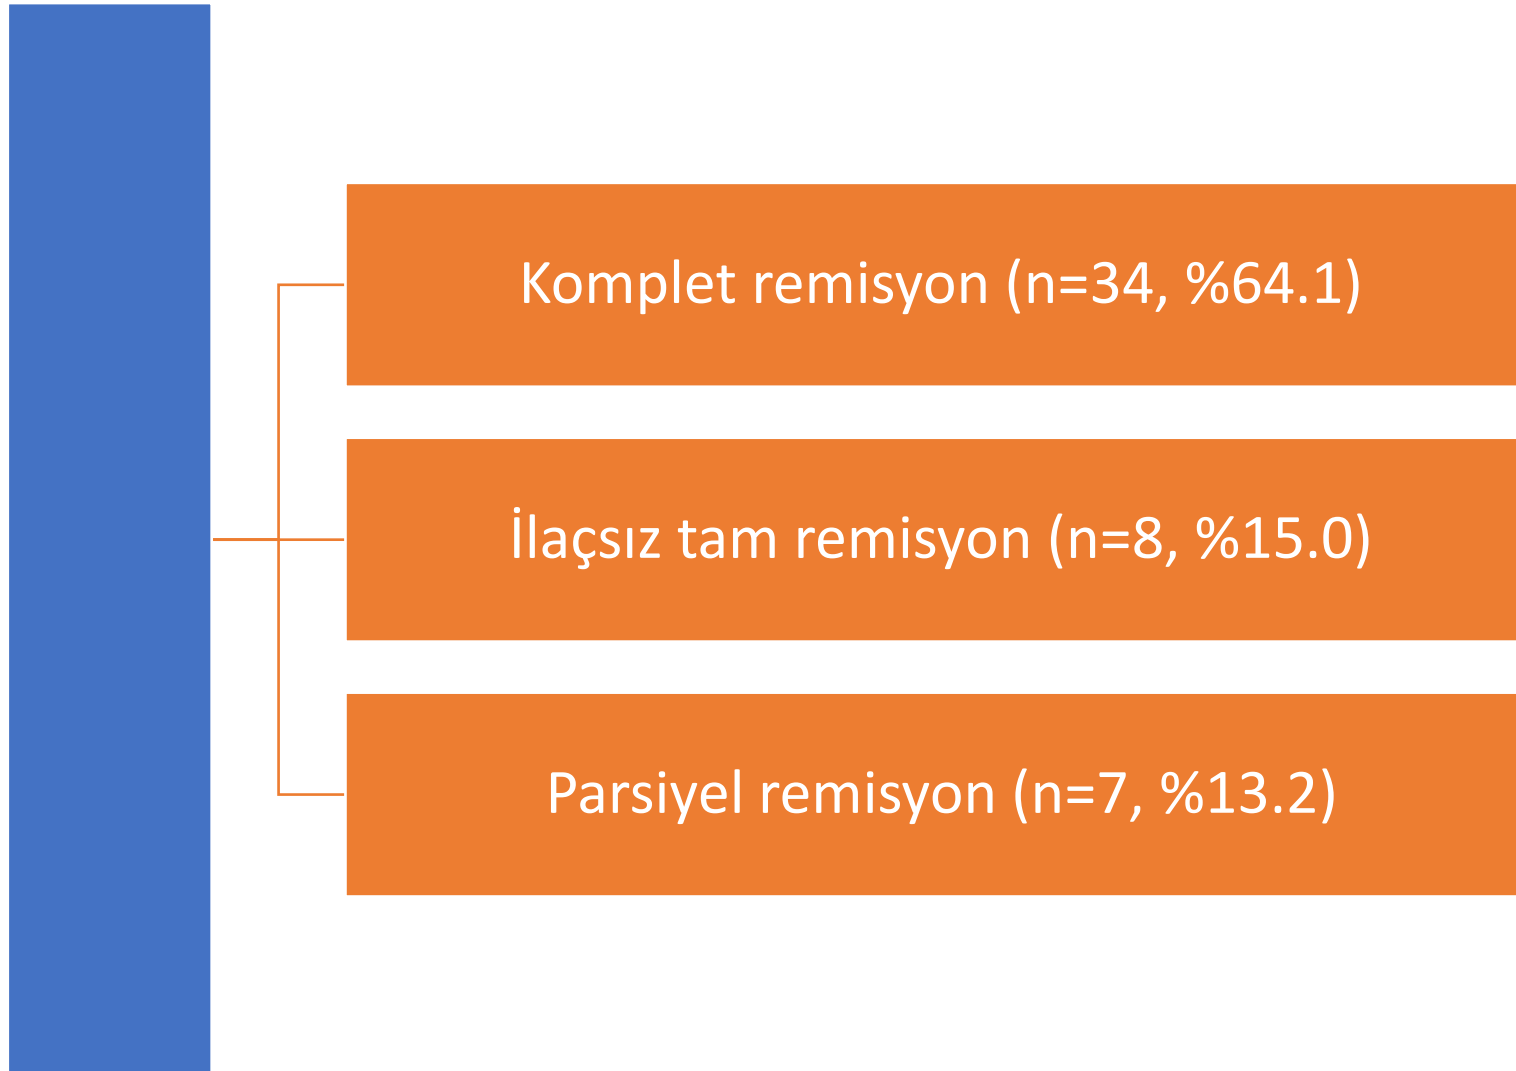 Komplet remisyon (n=34, %64.1)
İlaçsız tam remisyon (n=8, %15.0)
Parsiyel remisyon (n=7, %13.2)